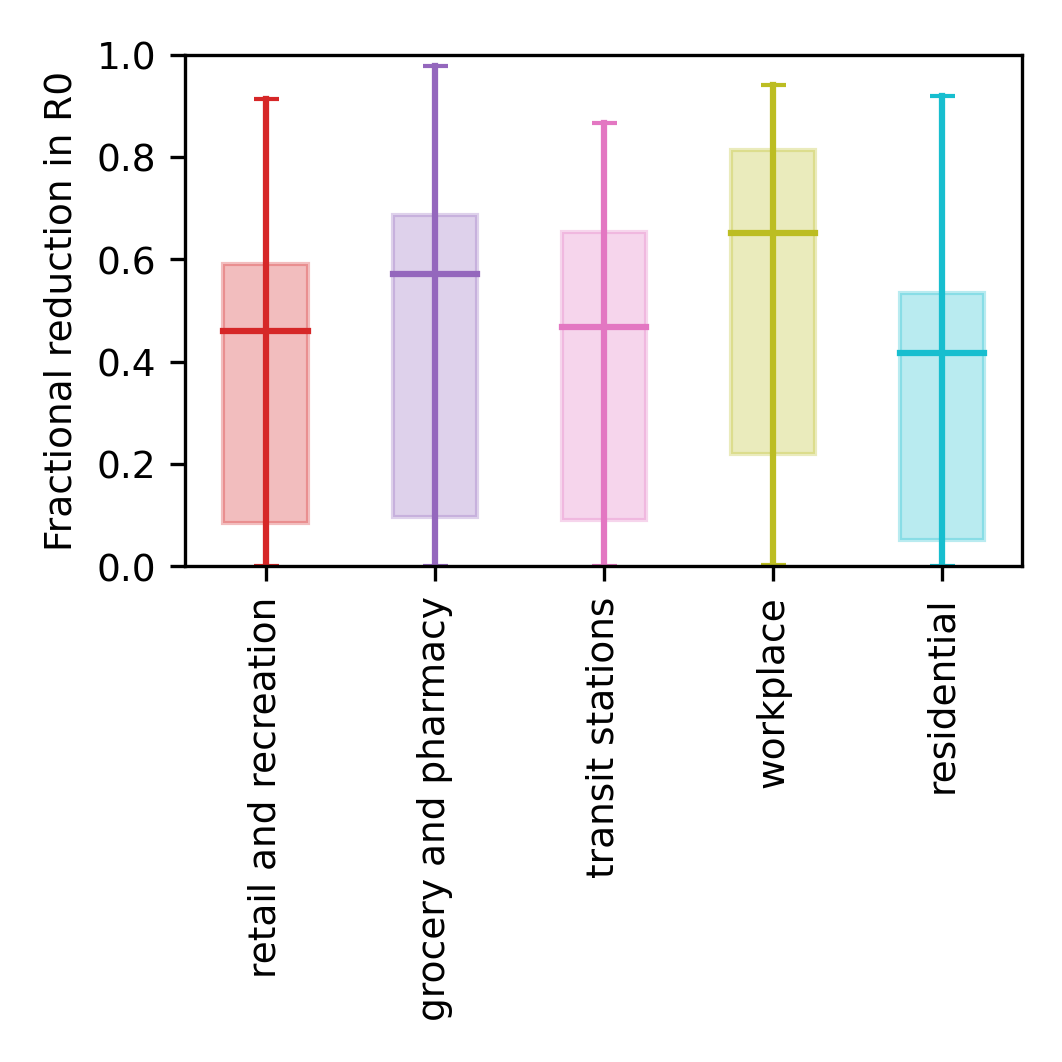 Fractional reduction in R0
1.0
0.8
0.6
0.4
0.2
0.0
retail and recreation
grocery and pharmacy
transit stations
workplace
residential